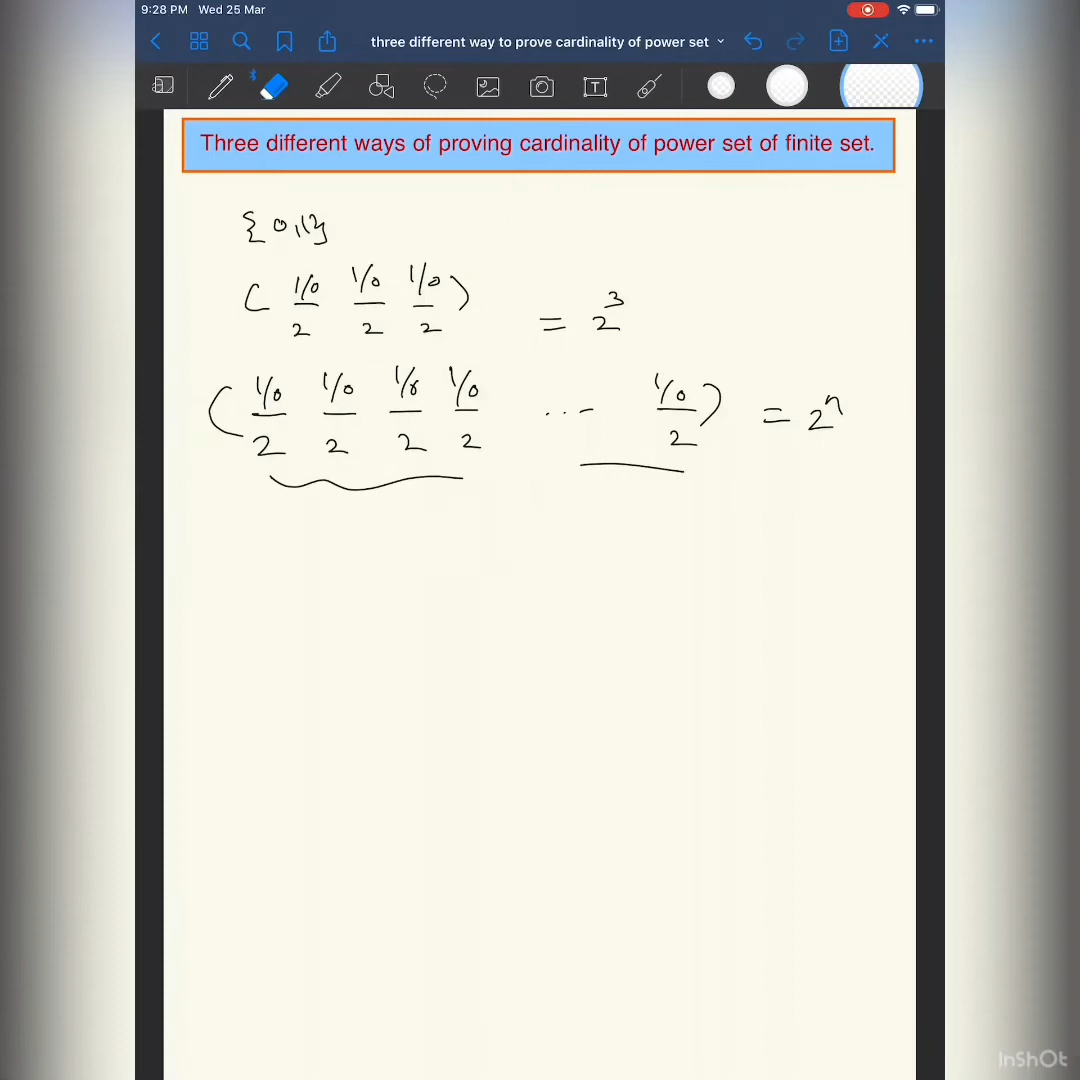 9:28 PM Wed 25 Mar
three different way to prove cardinality of power set
T
Three different ways of proving cardinality of power set of finite set.
{0,1}
( 1/0 1/0 1/0 )
2 2 2
= 2³
( 1/0 1/0 1/0 1/0 ... 1/0 ) = 2ⁿ
2 2 2 2 2
InShOt